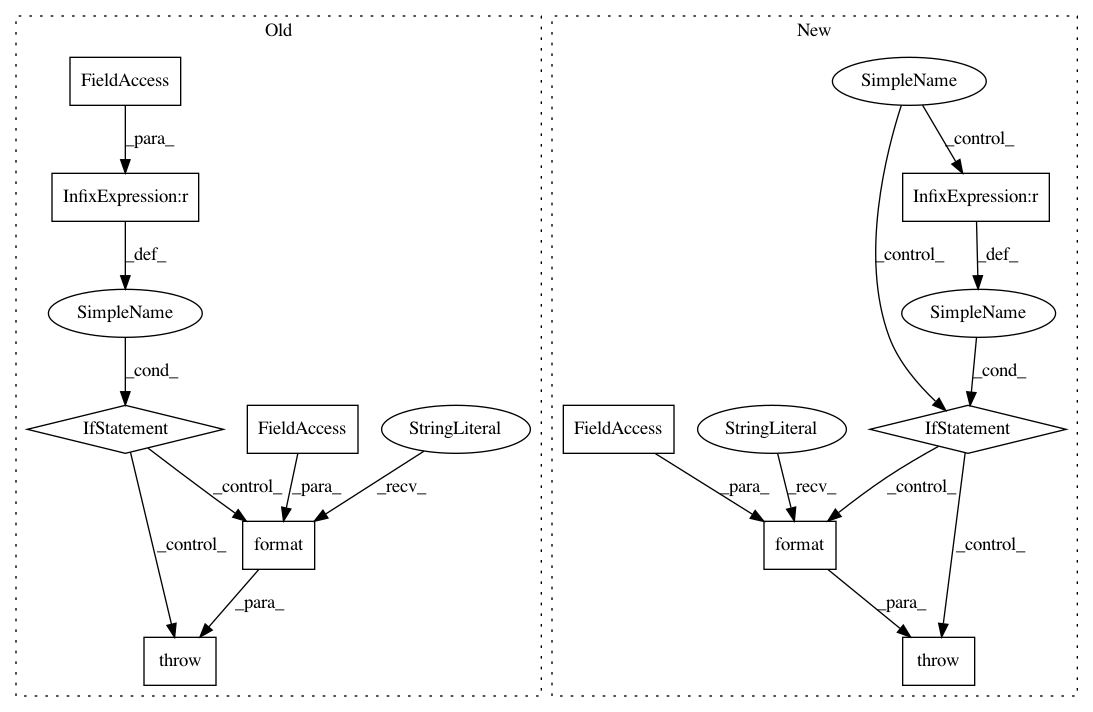 Old
New
FieldAccess
SimpleName
_para_
_control_
InfixExpression:r
InfixExpression:r
_def_
_control_
_def_
SimpleName
SimpleName
_cond_
_cond_
IfStatement
FieldAccess
StringLiteral
FieldAccess
StringLiteral
IfStatement
_control_
_para_
_recv_
_para_
_recv_
_control_
_control_
format
format
_control_
_para_
_para_
throw
throw